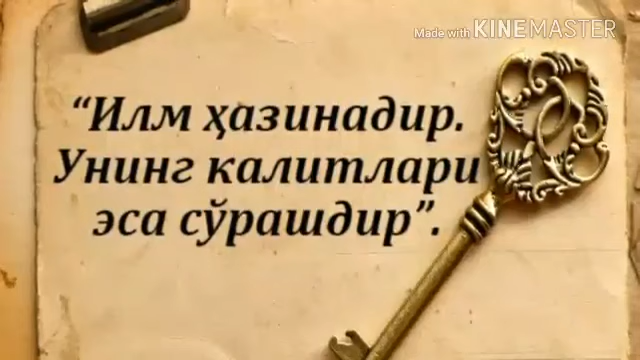 Made with KINEMASTER
“Илм ҳазинадир.
Унинг калитлари
эса сўрашдир”.